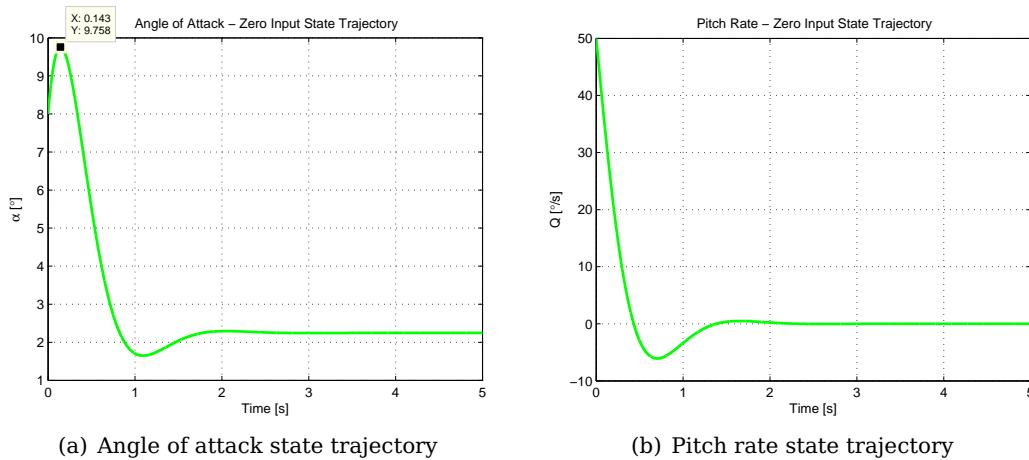 X: 0.143
Y: 9.758
Angle of Attack – Zero Input State Trajectory
10
9
8
7
6
5
4
3
2
1
α [°]
0
1
2
3
4
5
Time [s]
(a) Angle of attack state trajectory
Pitch Rate – Zero Input State Trajectory
50
40
30
20
10
0
−10
Q [°/s]
0
1
2
3
4
5
Time [s]
(b) Pitch rate state trajectory